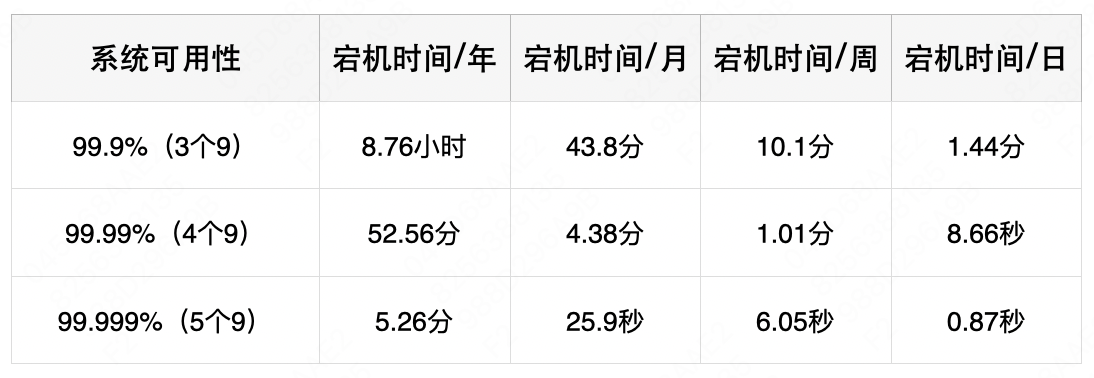 系统可用性 宕机时间/年 宕机时间/月 宕机时间/周 宕机时间/日
99.9%（3个9） 8.76小时 43.8分 10.1分 1.44分
99.99%（4个9） 52.56分 4.38分 1.01分 8.66秒
99.999%（5个9） 5.26分 25.9秒 6.05秒 0.87秒